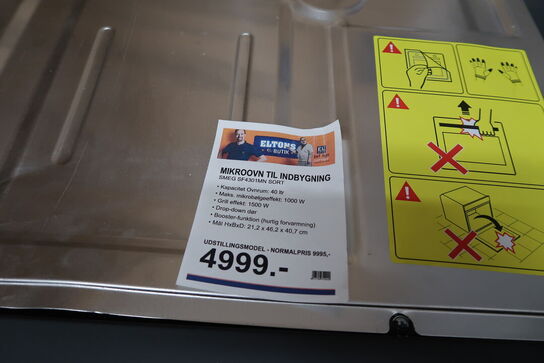 ELTONS
BUTIK
MIKROOVN TIL INDBYGNING
SMEG SF4301MN SORT
• Kapacitet Ovnrum: 40 ltr
• Maks. mikrobølgeeffekt: 1000 W
• Grill effekt: 1500 W
• Drop-down dør
• Booster-funktion (hurtig forvarmning)
• Mål HxBxD: 21,2 x 46,2 x 40,7 cm
UDSTILLINGSMODEL - NORMALPRIS 9995,-
4999.-